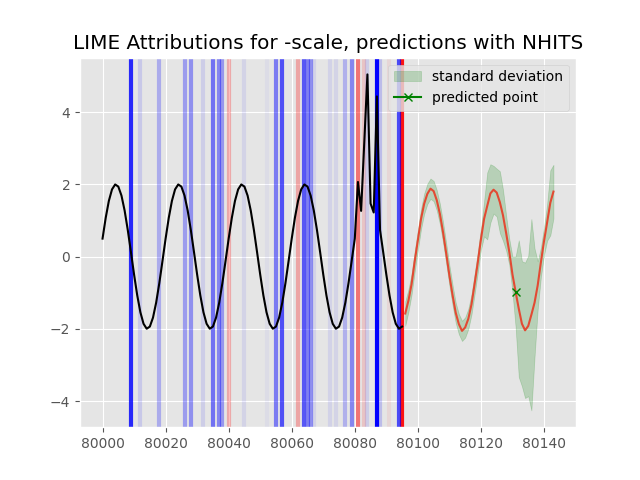 LIME Attributions for -scale, predictions with NHITS
standard deviation
predicted point
4
2
0
−2
−4
80000 80020 80040 80060 80080 80100 80120 80140